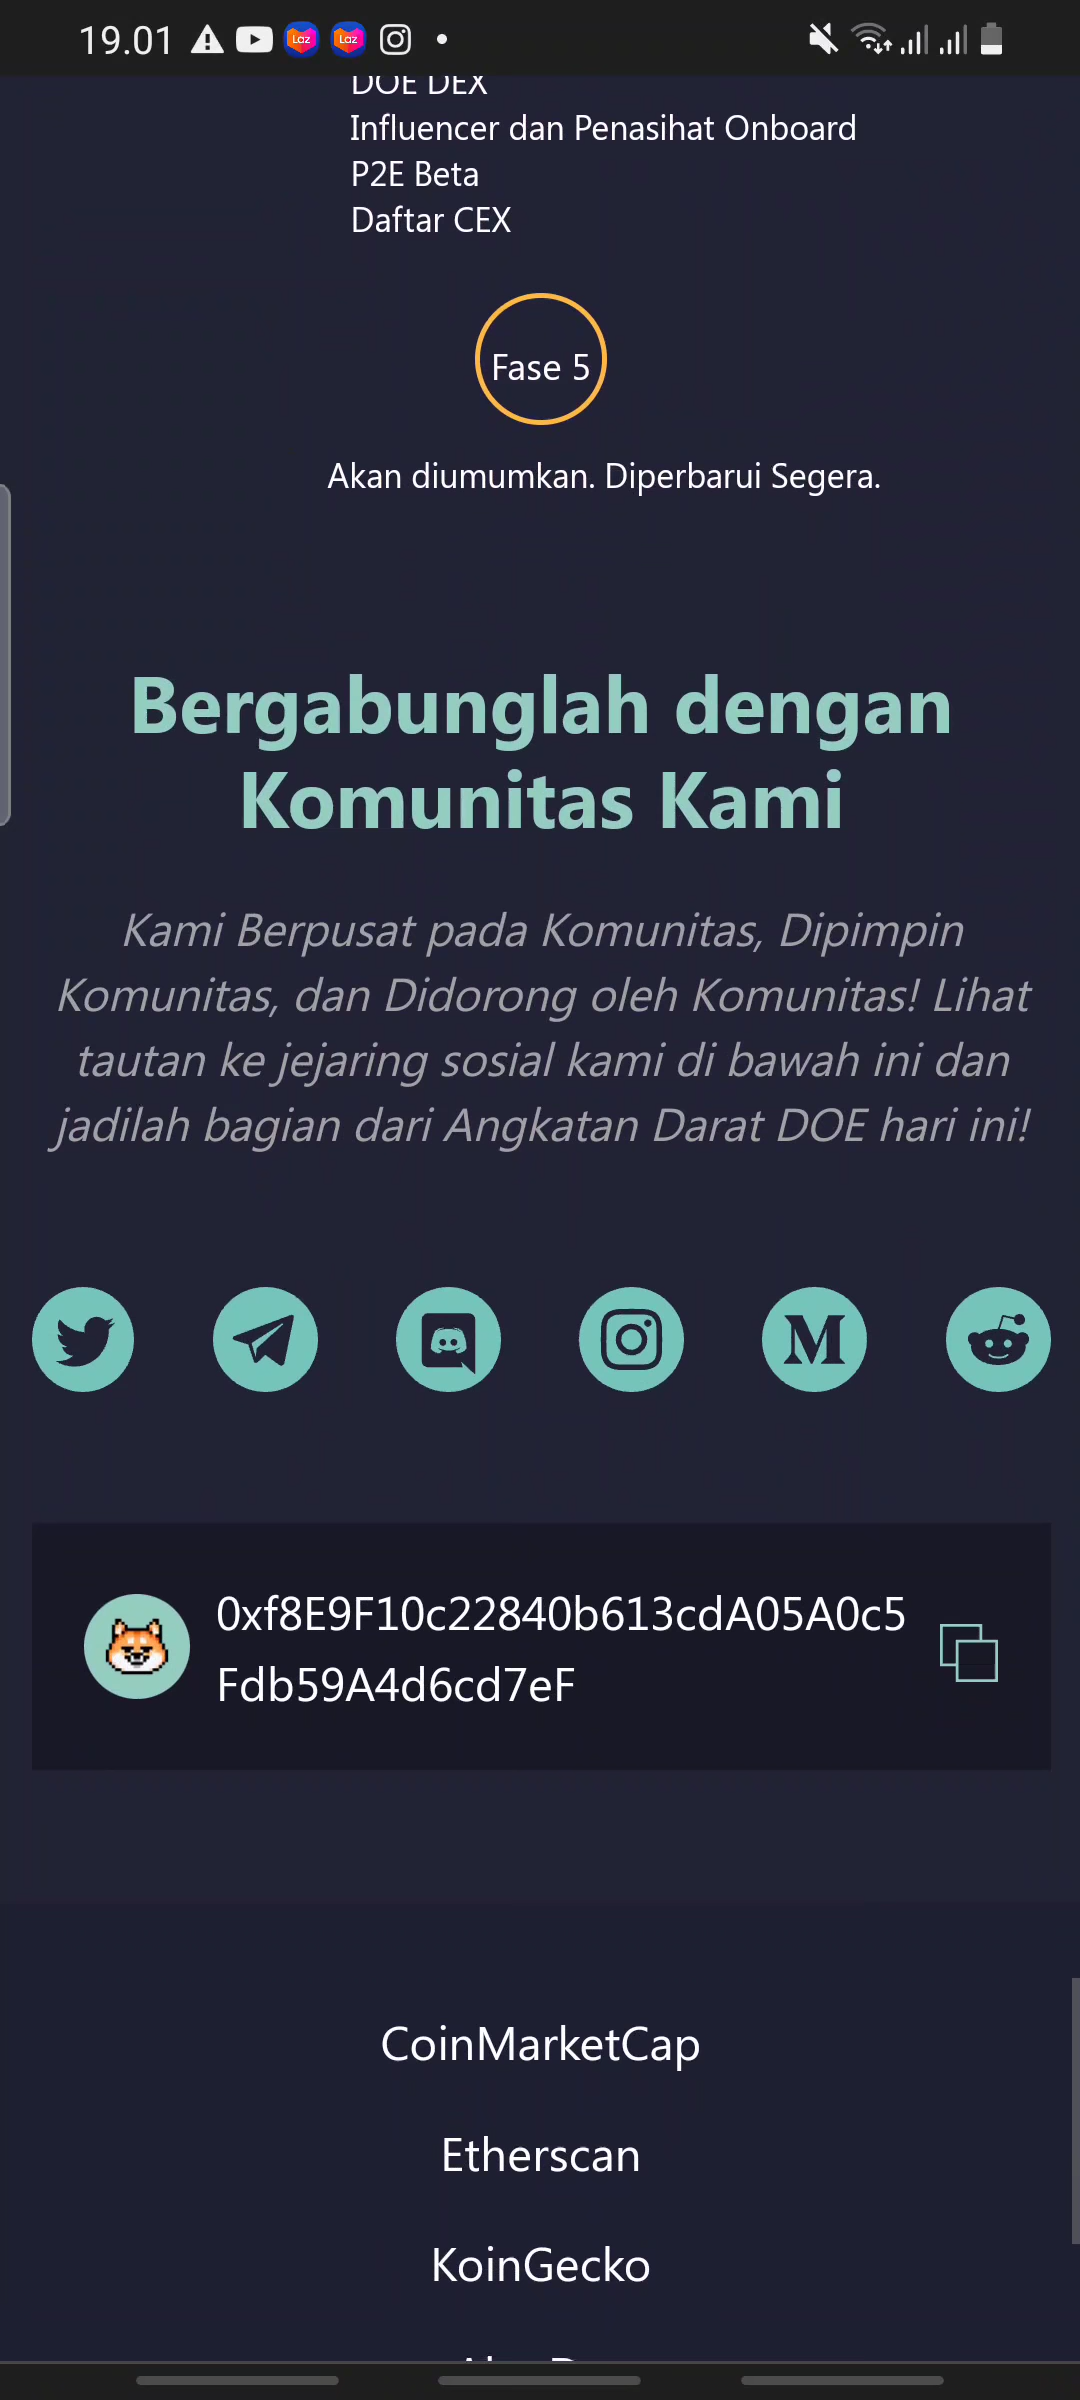 19.01
DOE DEX
Influencer dan Penasihat Onboard
P2E Beta
Daftar CEX
Fase 5
Akan diumumkan. Diperbarui Segera.
Bergabunglah dengan
Komunitas Kami
Kami Berpusat pada Komunitas, Dipimpin
Komunitas, dan Didorong oleh Komunitas! Lihat
tautan ke jejaring sosial kami di bawah ini dan
jadilah bagian dari Angkatan Darat DOE hari ini!
0xf8E9F10c22840b613cdA05A0c5
Fdb59A4d6cd7eF
CoinMarketCap
Etherscan
KoinGecko